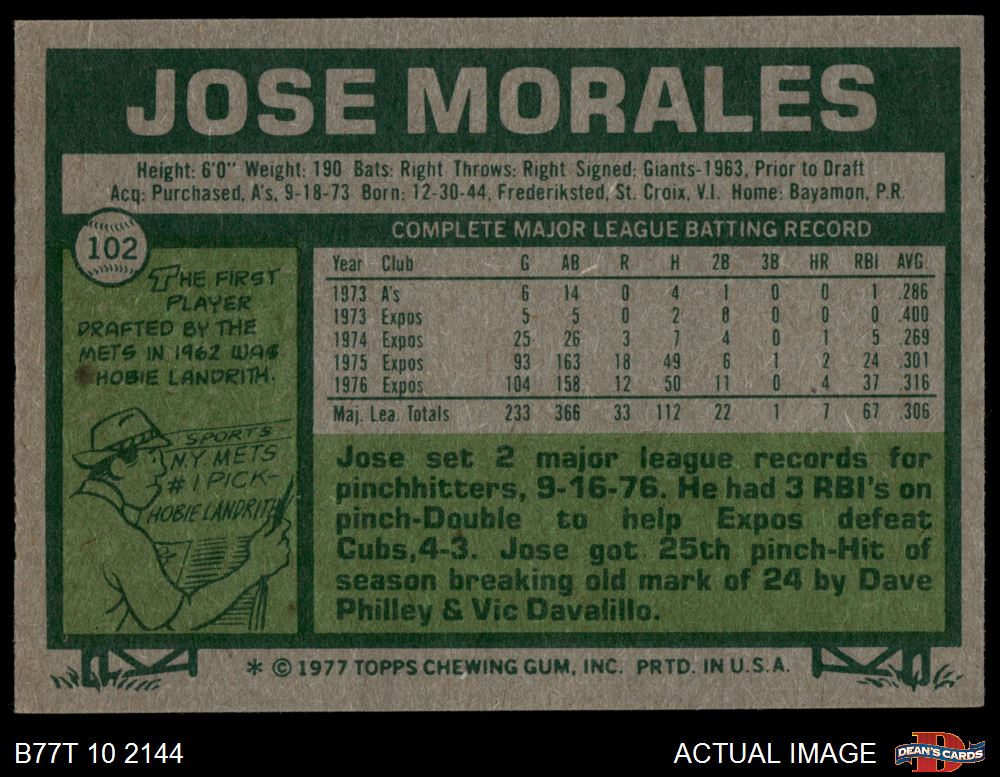 JOSE MORALES
Height: 6'0" Weight: 190 Bats: Right Throws: Right Signed: Giants-1963, Prior to Draft
Acq: Purchased, A's, 9-18-73 Born: 12-30-44, Frederiksted, St. Croix, V.I. Home: Bayamon, P.R.
102
THE FIRST
PLAYER
DRAFTED BY THE
METS IN 1962 WAS
HOBIE LANDRITH.
SPORTS
N.Y. METS
#1 PICK-
HOBIE LANDRITH
COMPLETE MAJOR LEAGUE BATTING RECORD
Year Club G AB R H 2B 3B HR RBI AVG.
1973 A's 6 14 0 4 1 0 0 1 .286
1973 Expos 5 5 0 2 0 0 0 0 .400
1974 Expos 25 26 3 7 4 0 1 5 .269
1975 Expos 93 163 18 49 6 1 2 24 .301
1976 Expos 104 158 12 50 11 0 4 37 .316
Maj. Lea. Totals 233 366 33 112 22 1 7 67 .306
Jose set 2 major league records for
pinchhitters, 9-16-76. He had 3 RBI's on
pinch-Double to help Expos defeat
Cubs,4-3. Jose got 25th pinch-Hit of
season breaking old mark of 24 by Dave
Philley & Vic Davalillo.
* © 1977 TOPPS CHEWING GUM, INC. PRTD. IN U.S.A.
B77T 10 2144
ACTUAL IMAGE
D
DEAN'S CARDS